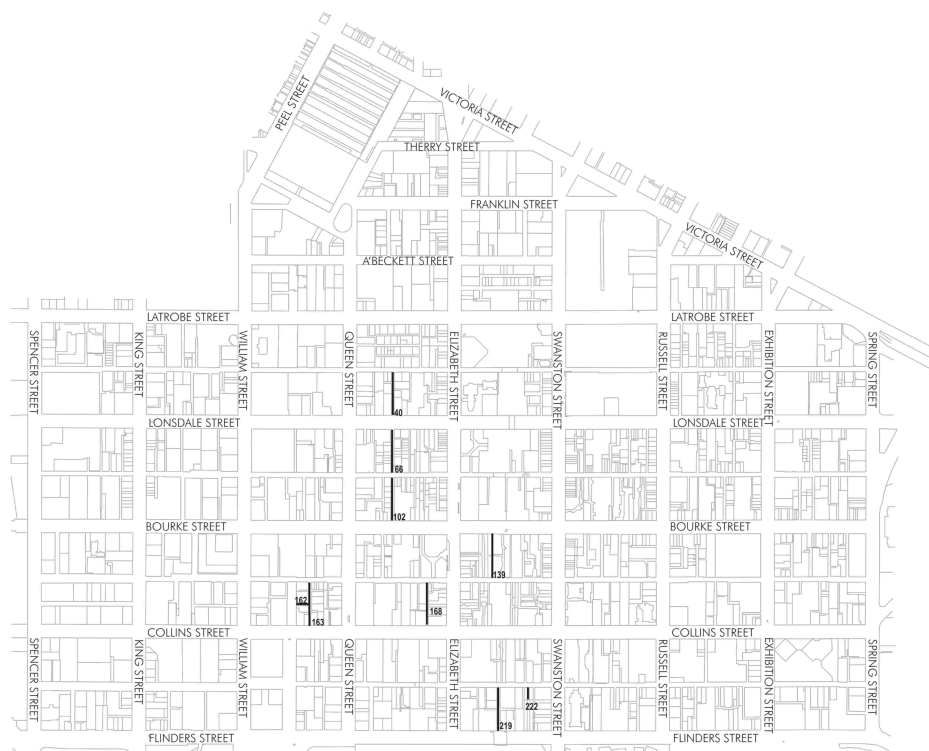 VICTORIA STREET
PEEL STREET
THERRY STREET
FRANKLIN STREET
VICTORIA STREET
A'BECKETT STREET
LATROBE STREET
LATROBE STREET
SPENCER STREET
KING STREET
WILLIAM STREET
QUEEN STREET
ELIZABETH STREET
SWANSTON STREET
RUSSELL STREET
EXHIBITION STREET
SPRING STREET
40
LONSDALE STREET
LONSDALE STREET
66
102
BOURKE STREET
BOURKE STREET
139
162
163
168
COLLINS STREET
COLLINS STREET
SPENCER STREET
KING STREET
WILLIAM STREET
QUEEN STREET
ELIZABETH STREET
SWANSTON STREET
RUSSELL STREET
EXHIBITION STREET
SPRING STREET
222
219
FLINDERS STREET
FLINDERS STREET